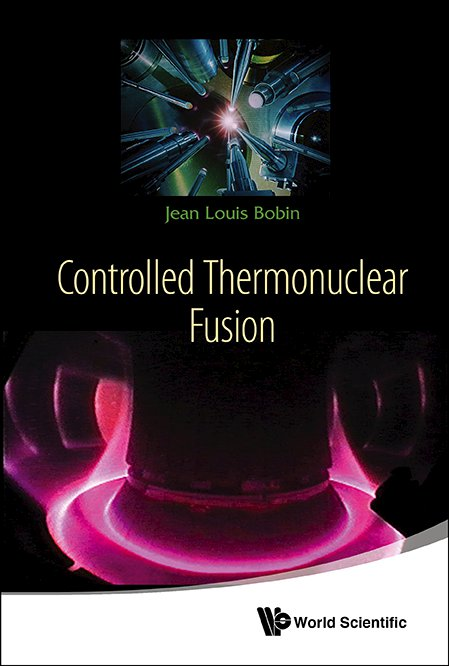 Jean Louis Bobin
Controlled Thermonuclear
Fusion
World Scientific